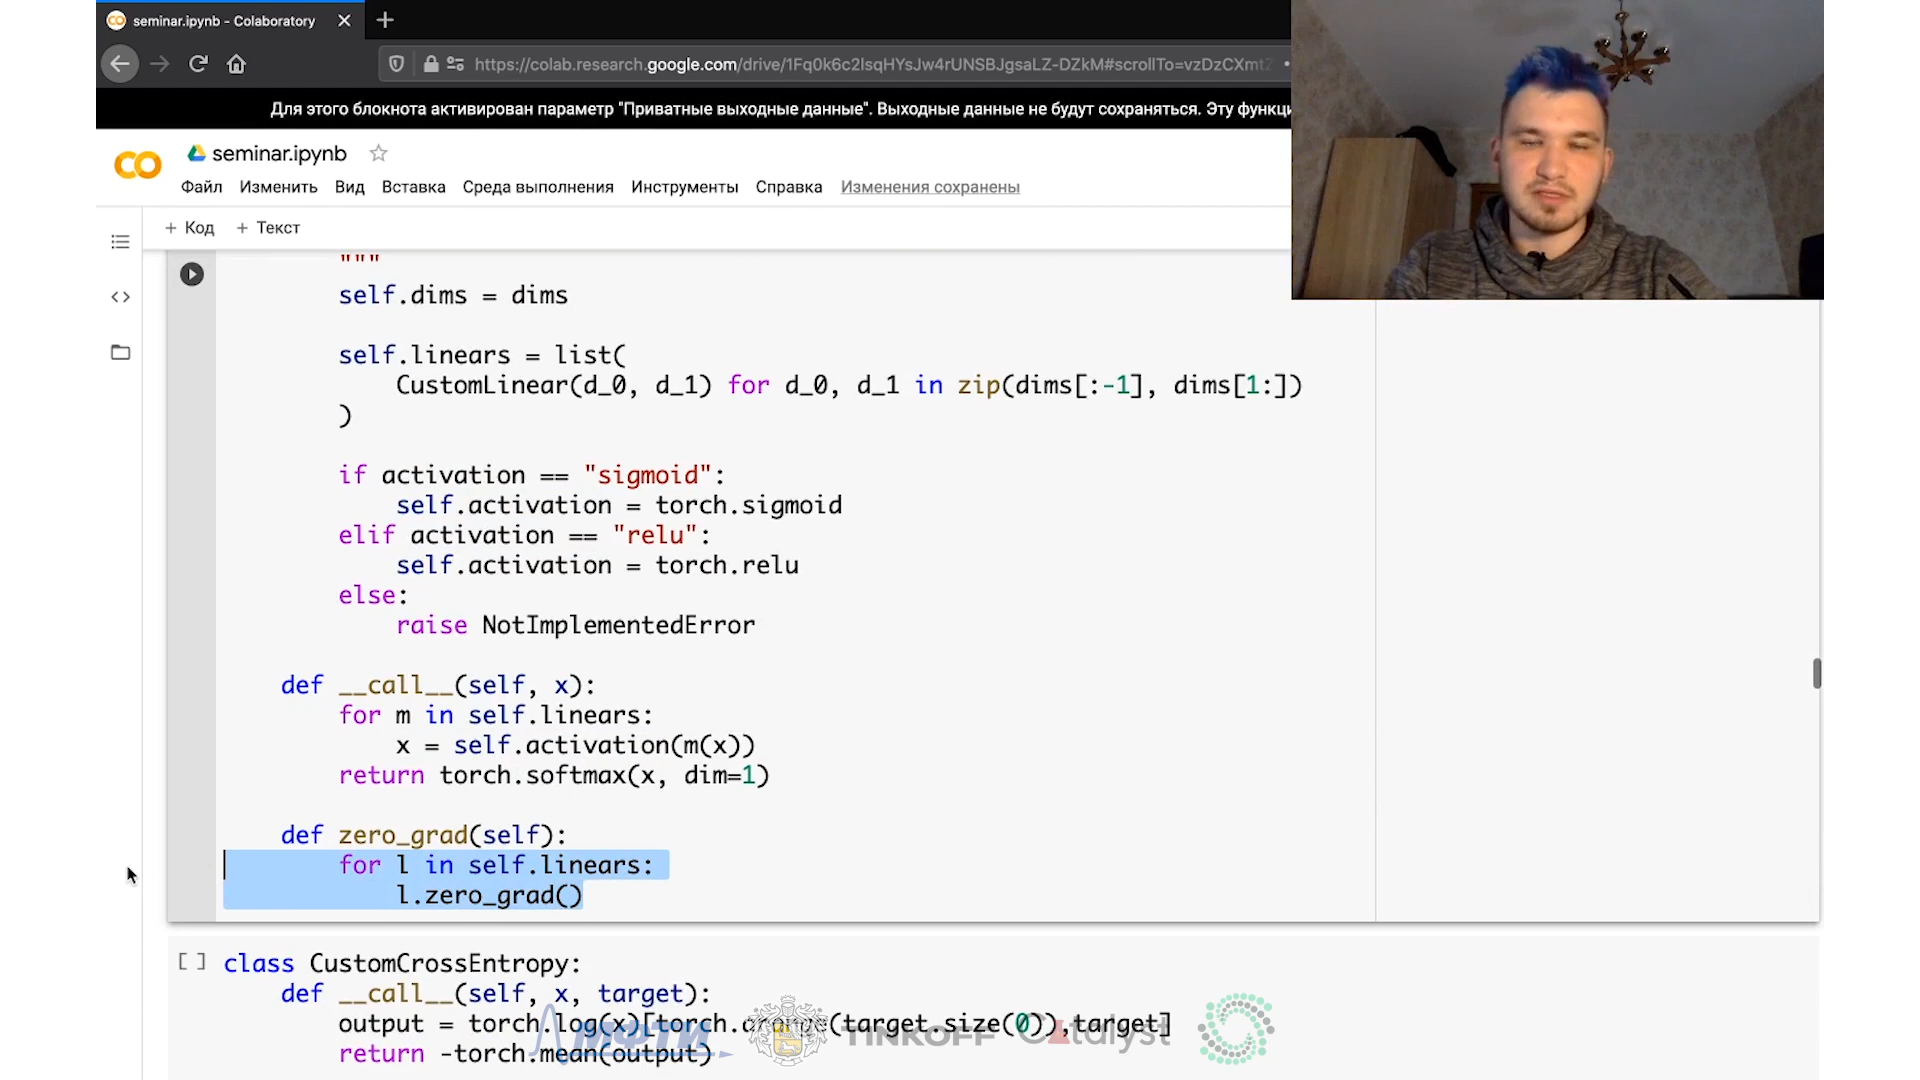 seminar.ipynb - Colaboratory
https://colab.research.google.com/drive/1Fq0k6c2lsqHYsJw4rUNSBJgsaLZ-DZkM#scrollTo=vzDzCXmtZ
Для этого блокнота активирован параметр "Приватные выходные данные". Выходные данные не будут сохраняться. Эту функци
CO
seminar.ipynb
Файл Изменить Вид Вставка Среда выполнения Инструменты Справка Изменения сохранены
+ Код + Текст
"""
self.dims = dims
self.linears = list(
CustomLinear(d_0, d_1) for d_0, d_1 in zip(dims[:-1], dims[1:])
)
if activation == "sigmoid":
self.activation = torch.sigmoid
elif activation == "relu":
self.activation = torch.relu
else:
raise NotImplementedError
def __call__(self, x):
for m in self.linears:
x = self.activation(m(x))
return torch.softmax(x, dim=1)
def zero_grad(self):
for l in self.linears:
l.zero_grad()
[ ] class CustomCrossEntropy:
def __call__(self, x, target):
output = torch.log(x)[torch.arange(target.size(0)),target]
return -torch.mean(output)
МФТИ TINKOFF Catalyst